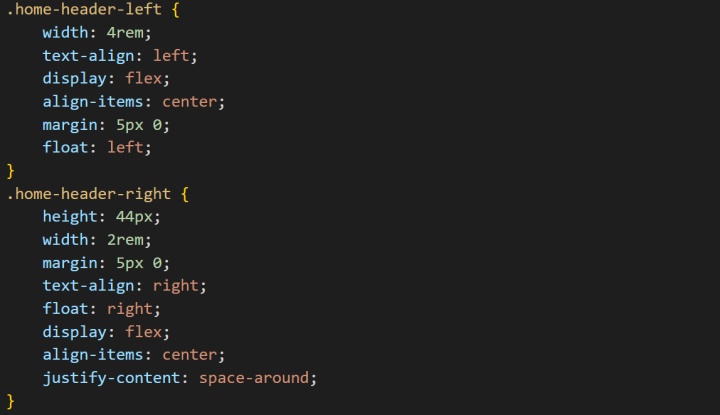 .home-header-left {
    width: 4rem;
    text-align: left;
    display: flex;
    align-items: center;
    margin: 5px 0;
    float: left;
}
.home-header-right {
    height: 44px;
    width: 2rem;
    margin: 5px 0;
    text-align: right;
    float: right;
    display: flex;
    align-items: center;
    justify-content: space-around;
}